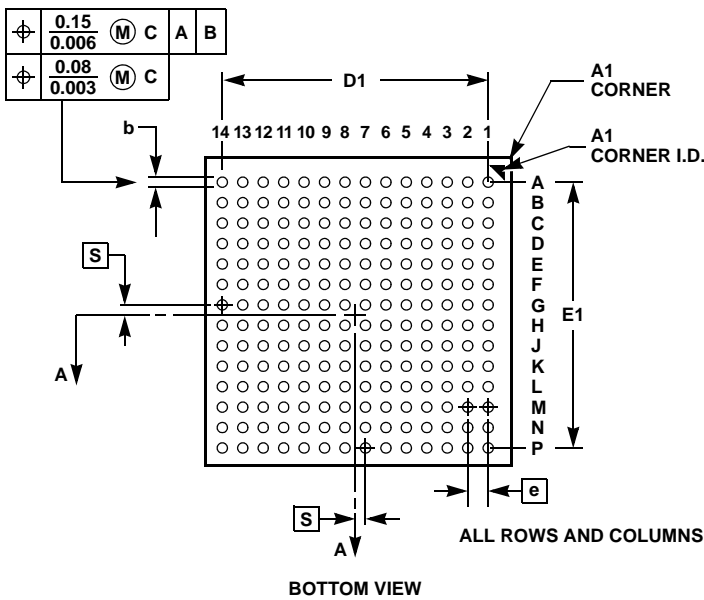 0.15
0.006 M C A B
0.08
0.003 M C
D1
A1
CORNER
b
14 13 12 11 10 9 8 7 6 5 4 3 2 1
A1
CORNER I.D.
A
B
C
D
E
F
G
H
J
K
L
M
N
P
S
E1
A
e
S
A
ALL ROWS AND COLUMNS
BOTTOM VIEW